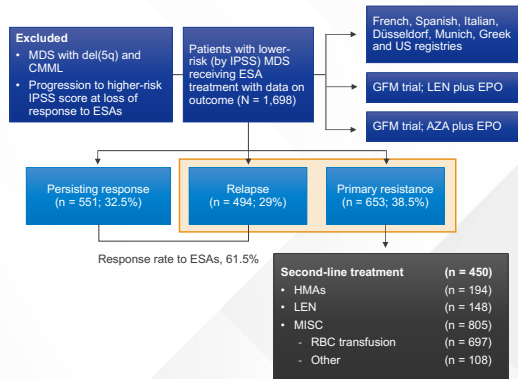 Excluded
• MDS with del(5q) and
CMML
• Progression to higher-risk
IPSS score at loss of
response to ESAs
Patients with lower-
risk (by IPSS) MDS
receiving ESA
treatment with data on
outcome (N = 1,698)
French, Spanish, Italian,
Düsseldorf, Munich, Greek
and US registries
GFM trial; LEN plus EPO
GFM trial; AZA plus EPO
Persisting response
(n = 551; 32.5%)
Relapse
(n = 494; 29%)
Primary resistance
(n = 653; 38.5%)
Response rate to ESAs, 61.5%
Second-line treatment (n = 450)
• HMAs (n = 194)
• LEN (n = 148)
• MISC (n = 805)
- RBC transfusion (n = 697)
- Other (n = 108)